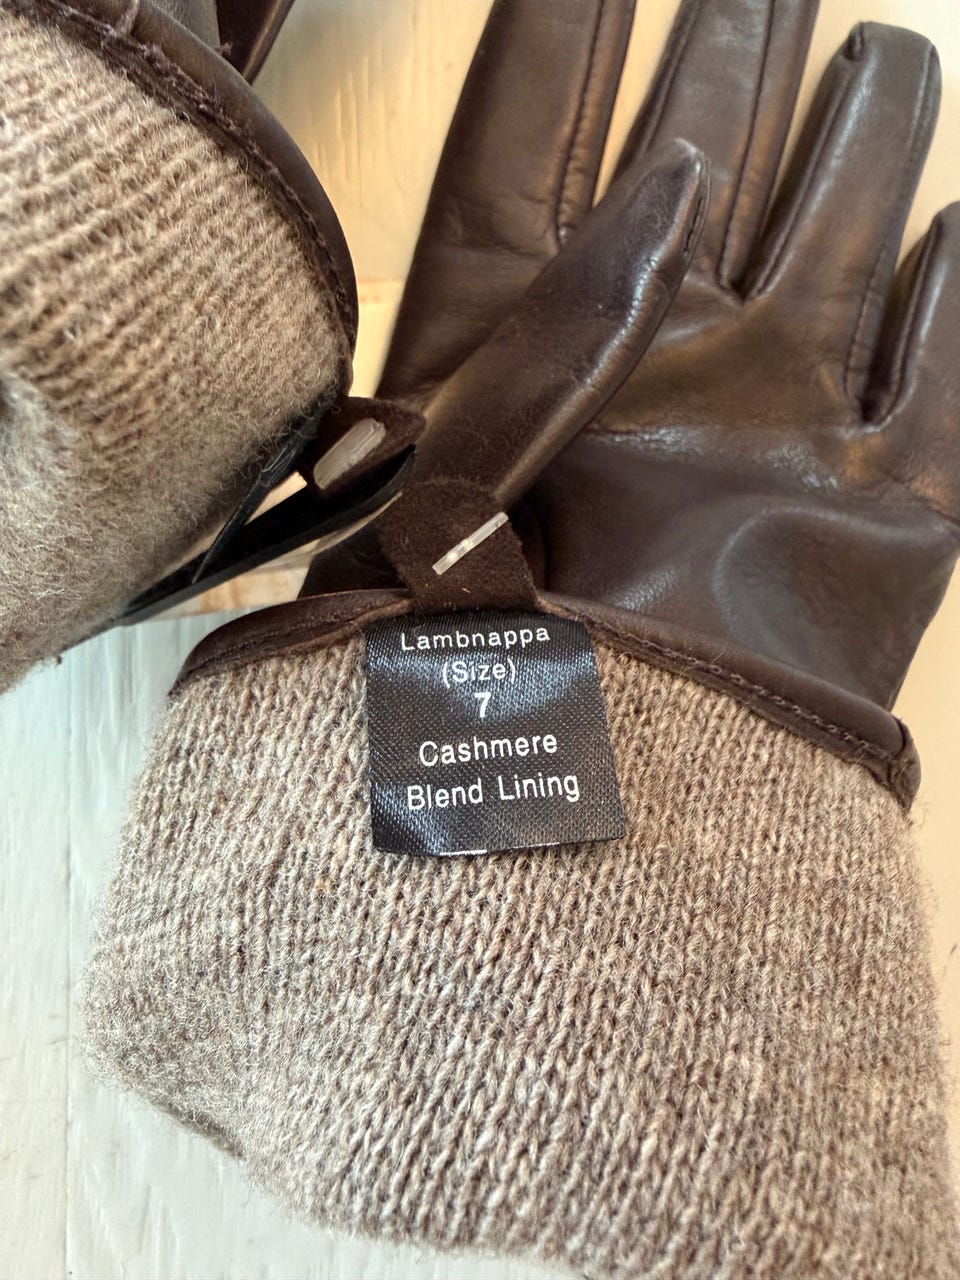 Lambnappa
(Size)
7
Cashmere
Blend Lining